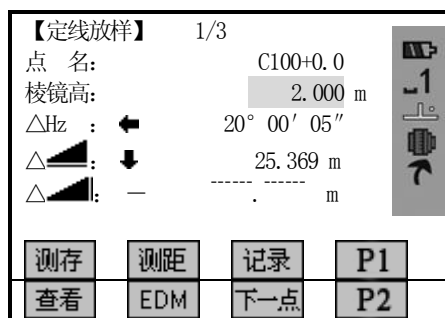 【定线放样】 1/3
点 名: C100+0.0
棱镜高: 2.000 m
△Hz : 20° 00′ 05″
△ : 25.369 m
△ : — ------.------ m
测存 测距 记录 P1
查看 EDM 下一点 P2
1